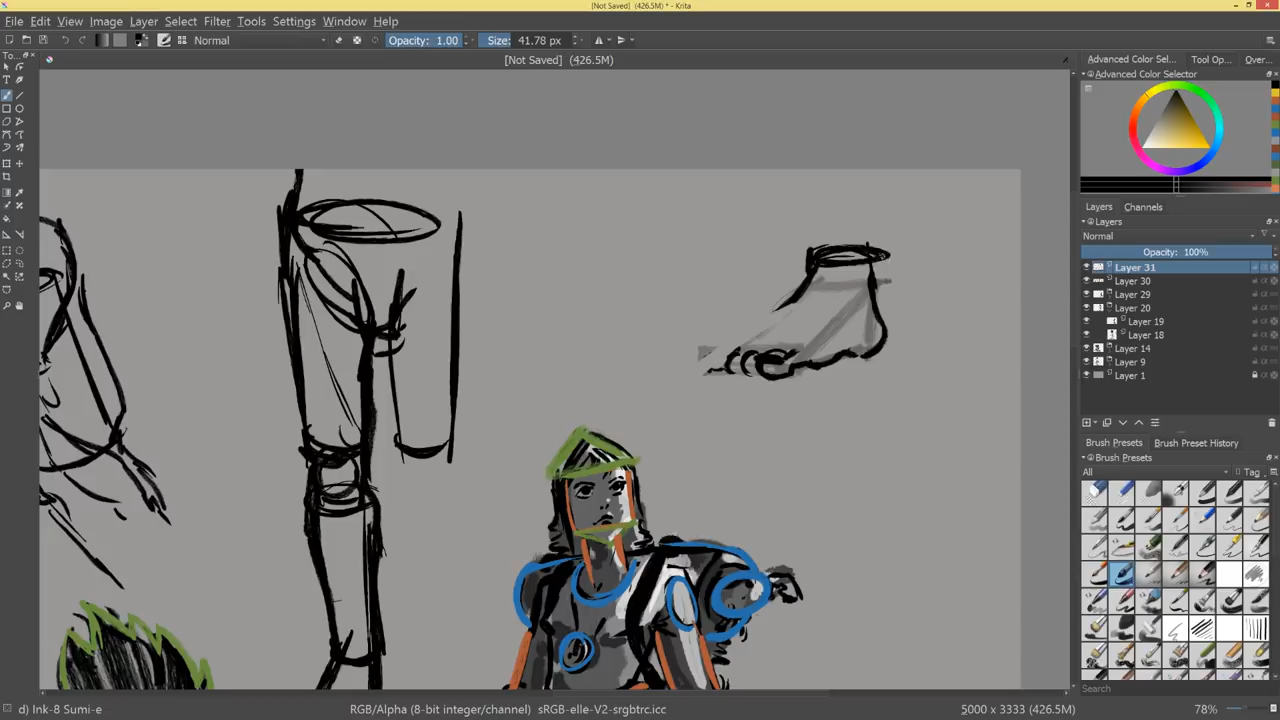 [Not Saved] (426.5M) * - Krita
File Edit View Image Layer Select Filter Tools Settings Window Help
Normal Opacity: 1.00 Size: 41.78 px
To...
[Not Saved] (426.5M)
Advanced Color Sel... Tool Op... Over...
Advanced Color Selector
Layers Channels
Layers
Normal
Opacity: 100%
Layer 31
Layer 30
Layer 29
Layer 20
Layer 19
Layer 18
Layer 14
Layer 9
Layer 1
Brush Presets Brush Preset History
Brush Presets
All Tag
Search
d) Ink-8 Sumi-e RGB/Alpha (8-bit integer/channel) sRGB-elle-V2-srgbtrc.icc 5000 x 3333 (426.5M) 78%